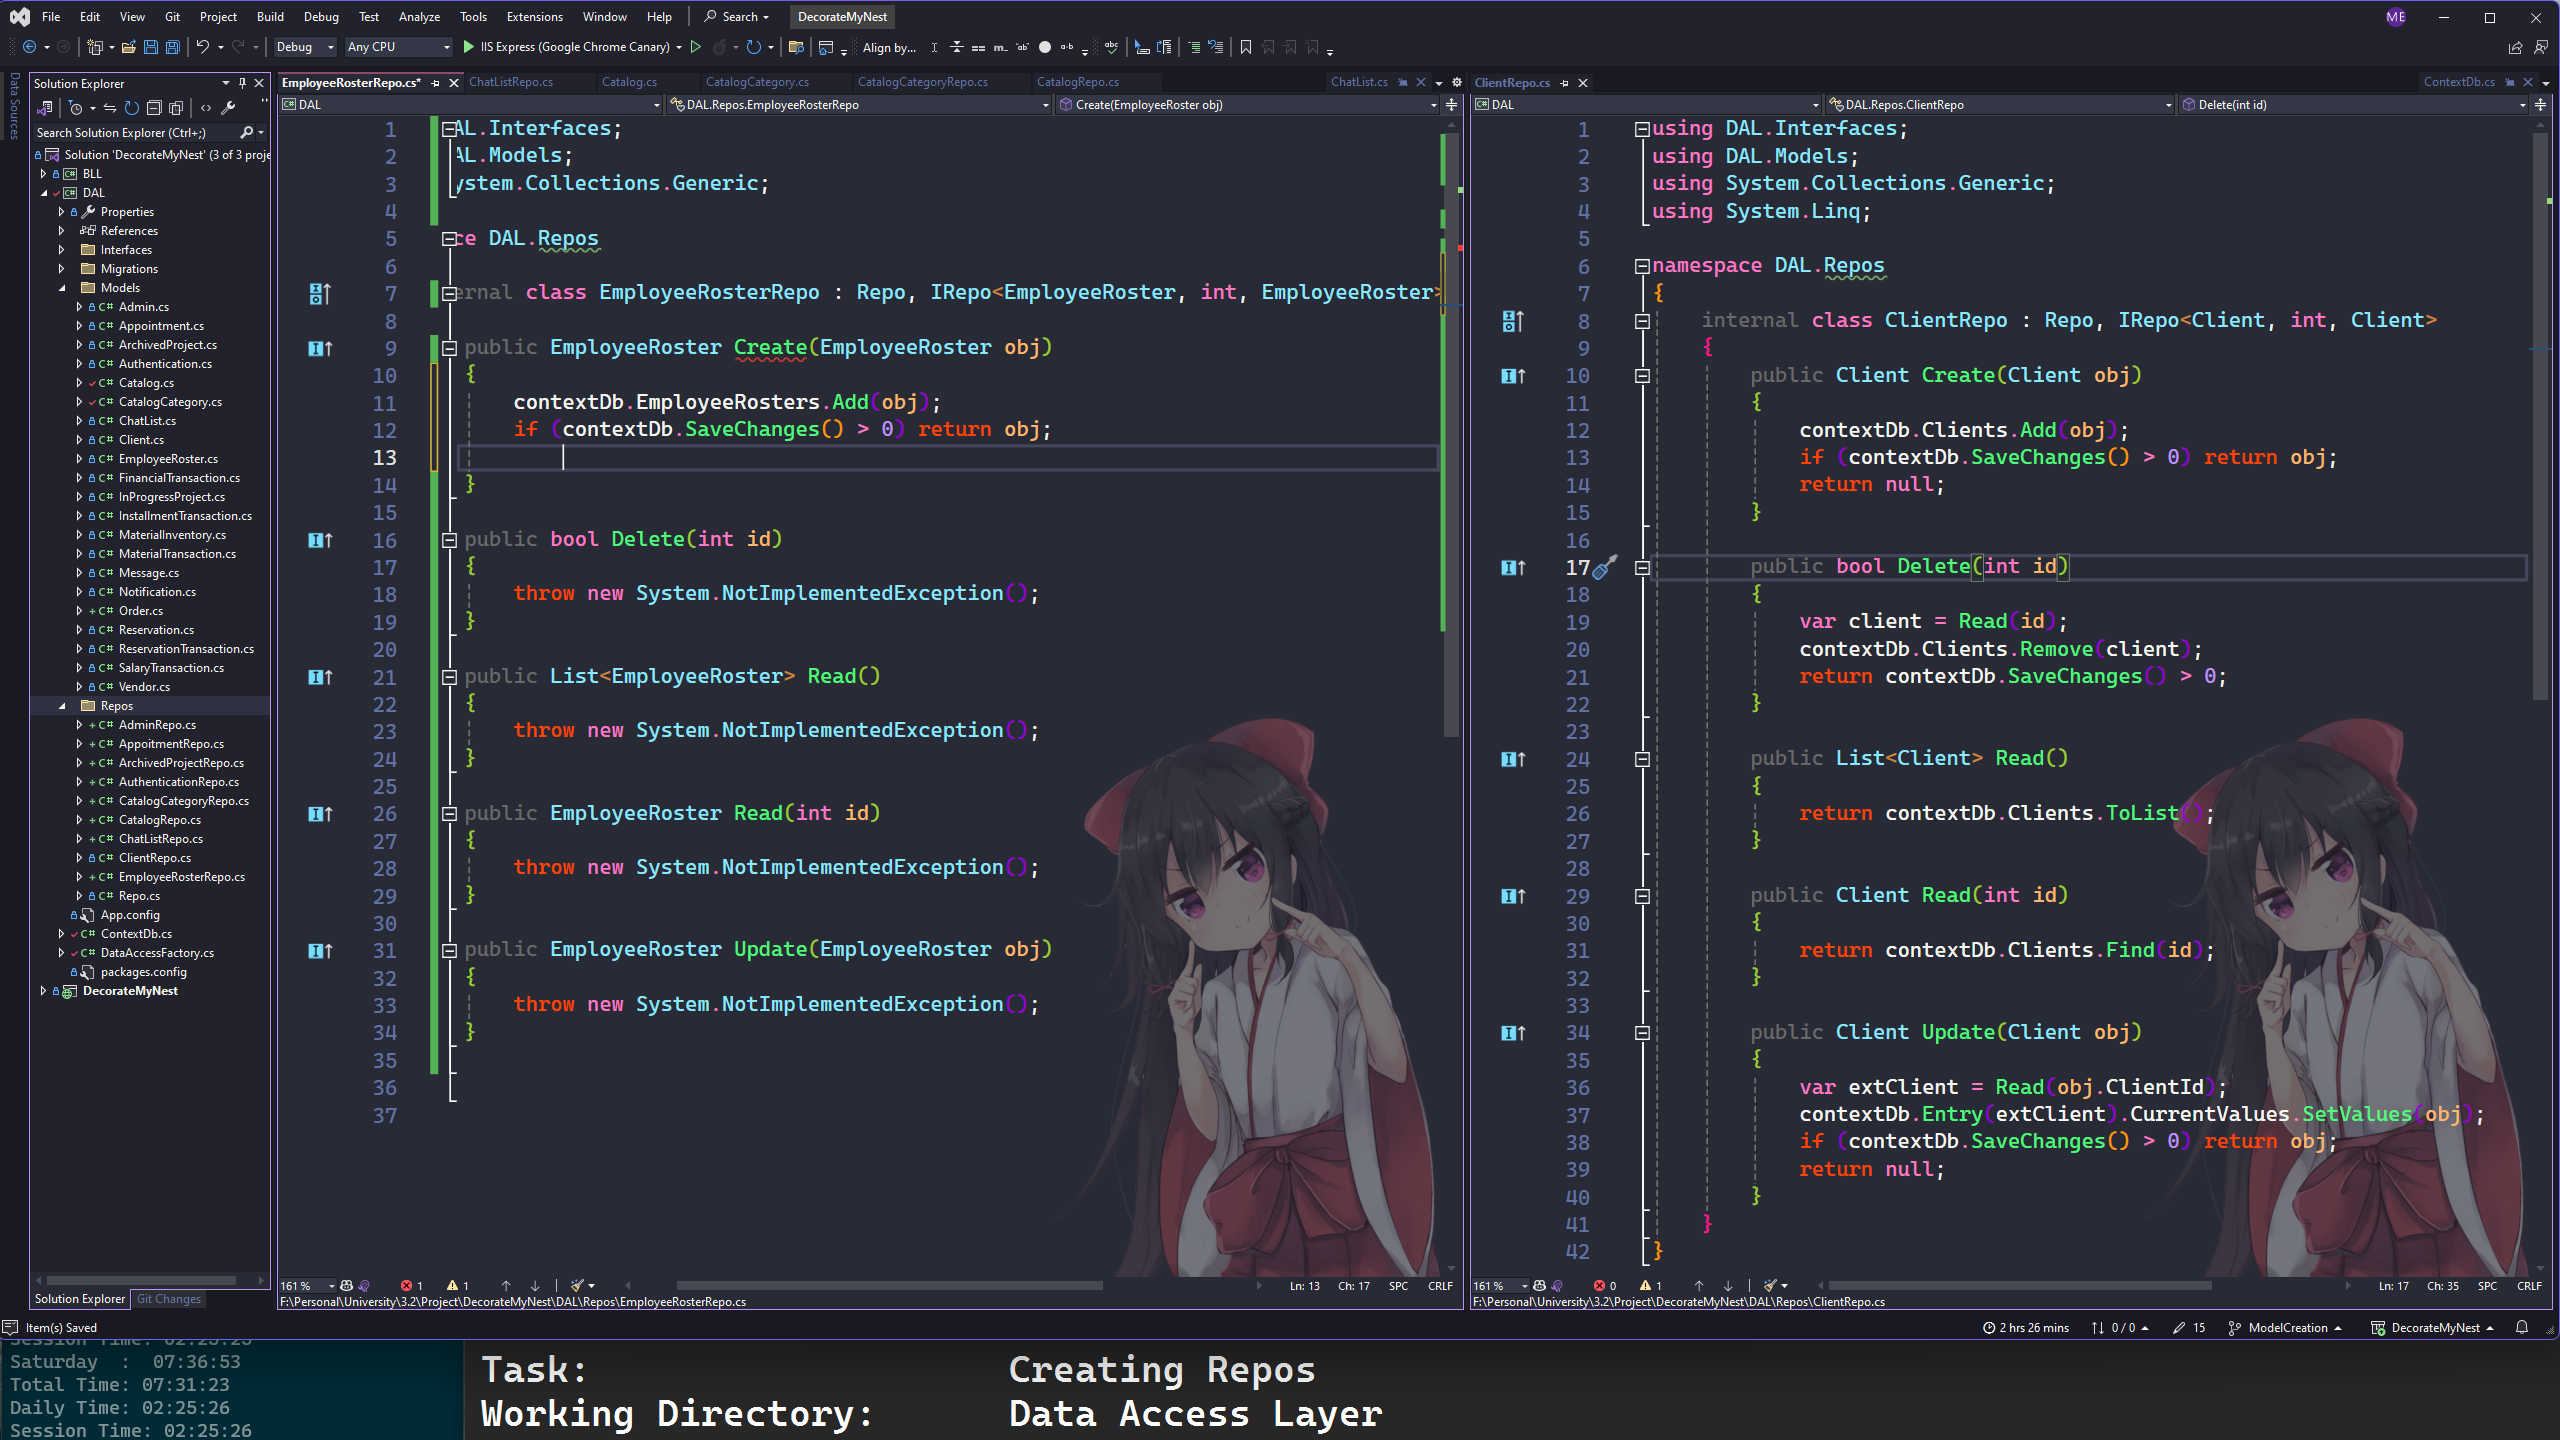 File Edit View Git Project Build Debug Test Analyze Tools Extensions Window Help Search DecorateMyNest ME
Debug Any CPU IIS Express (Google Chrome Canary) Align by...
Data Sources
Solution Explorer
Search Solution Explorer (Ctrl+;)
Solution 'DecorateMyNest' (3 of 3 proje
BLL
DAL
Properties
References
Interfaces
Migrations
Models
C# Admin.cs
C# Appointment.cs
C# ArchivedProject.cs
C# Authentication.cs
C# Catalog.cs
C# CatalogCategory.cs
C# ChatList.cs
C# Client.cs
C# EmployeeRoster.cs
C# FinancialTransaction.cs
C# InProgressProject.cs
C# InstallmentTransaction.cs
C# MaterialInventory.cs
C# MaterialTransaction.cs
C# Message.cs
C# Notification.cs
+ C# Order.cs
C# Reservation.cs
C# ReservationTransaction.cs
C# SalaryTransaction.cs
C# Vendor.cs
Repos
+ C# AdminRepo.cs
+ C# AppoitmentRepo.cs
+ C# ArchivedProjectRepo.cs
+ C# AuthenticationRepo.cs
+ C# CatalogCategoryRepo.cs
+ C# CatalogRepo.cs
+ C# ChatListRepo.cs
C# ClientRepo.cs
+ C# EmployeeRosterRepo.cs
C# Repo.cs
App.config
C# ContextDb.cs
C# DataAccessFactory.cs
packages.config
DecorateMyNest
Solution Explorer Git Changes
EmployeeRosterRepo.cs* ChatListRepo.cs Catalog.cs CatalogCategory.cs CatalogCategoryRepo.cs CatalogRepo.cs ChatList.cs
DAL DAL.Repos.EmployeeRosterRepo Create(EmployeeRoster obj)
1 AL.Interfaces;
2 AL.Models;
3 ystem.Collections.Generic;
4
5 ce DAL.Repos
6
7 ernal class EmployeeRosterRepo : Repo, IRepo<EmployeeRoster, int, EmployeeRoster>
8
9 public EmployeeRoster Create(EmployeeRoster obj)
10 {
11 contextDb.EmployeeRosters.Add(obj);
12 if (contextDb.SaveChanges() > 0) return obj;
13
14 }
15
16 public bool Delete(int id)
17 {
18 throw new System.NotImplementedException();
19 }
20
21 public List<EmployeeRoster> Read()
22 {
23 throw new System.NotImplementedException();
24 }
25
26 public EmployeeRoster Read(int id)
27 {
28 throw new System.NotImplementedException();
29 }
30
31 public EmployeeRoster Update(EmployeeRoster obj)
32 {
33 throw new System.NotImplementedException();
34 }
35
36
37
161 % 1 1 Ln: 13 Ch: 17 SPC CRLF
F:\Personal\University\3.2\Project\DecorateMyNest\DAL\Repos\EmployeeRosterRepo.cs
ClientRepo.cs ContextDb.cs
DAL DAL.Repos.ClientRepo Delete(int id)
1 using DAL.Interfaces;
2 using DAL.Models;
3 using System.Collections.Generic;
4 using System.Linq;
5
6 namespace DAL.Repos
7 {
8 internal class ClientRepo : Repo, IRepo<Client, int, Client>
9 {
10 public Client Create(Client obj)
11 {
12 contextDb.Clients.Add(obj);
13 if (contextDb.SaveChanges() > 0) return obj;
14 return null;
15 }
16
17 public bool Delete(int id)
18 {
19 var client = Read(id);
20 contextDb.Clients.Remove(client);
21 return contextDb.SaveChanges() > 0;
22 }
23
24 public List<Client> Read()
25 {
26 return contextDb.Clients.ToList();
27 }
28
29 public Client Read(int id)
30 {
31 return contextDb.Clients.Find(id);
32 }
33
34 public Client Update(Client obj)
35 {
36 var extClient = Read(obj.ClientId);
37 contextDb.Entry(extClient).CurrentValues.SetValues(obj);
38 if (contextDb.SaveChanges() > 0) return obj;
39 return null;
40 }
41 }
42 }
161 % 0 1 Ln: 17 Ch: 35 SPC CRLF
F:\Personal\University\3.2\Project\DecorateMyNest\DAL\Repos\ClientRepo.cs
Item(s) Saved 2 hrs 26 mins 0 / 0 15 ModelCreation DecorateMyNest
Saturday : 07:36:53
Total Time: 07:31:23
Daily Time: 02:25:26
Session Time: 02:25:26
Task: Creating Repos
Working Directory: Data Access Layer